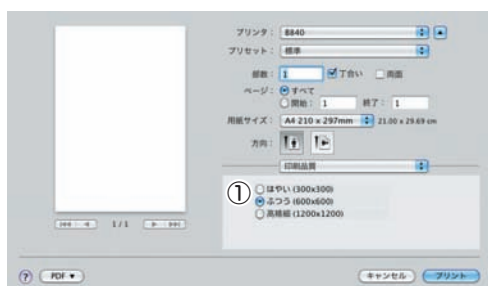 プリンタ： B840
プリセット： 標準
部数： 1 丁合い 両面
ページ： すべて
開始： 1 終了： 1
用紙サイズ： A4 210 x 297mm 21.00 x 29.69 cm
方向：
印刷品質
① はやい (300x300)
ふつう (600x600)
高精細 (1200x1200)
1/1
? PDF ▼ キャンセル プリント